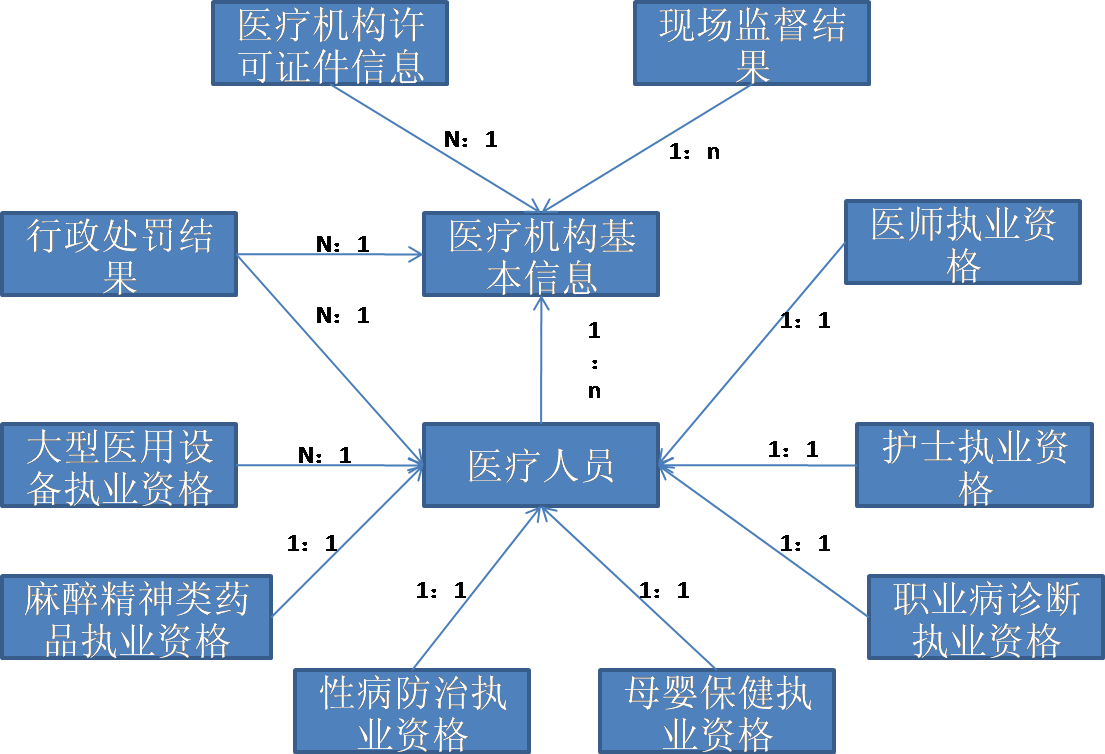 医疗机构许
可证件信息
现场监督结
果
N：1
1：n
行政处罚结
果
N：1
医疗机构基
本信息
医师执业资
格
N：1
1
：
n
1：1
大型医用设
备执业资格
N：1
医疗人员
1：1
护士执业资
格
1：1
1：1
麻醉精神类药
品执业资格
1：1
1：1
职业病诊断
执业资格
性病防治执
业资格
母婴保健执
业资格